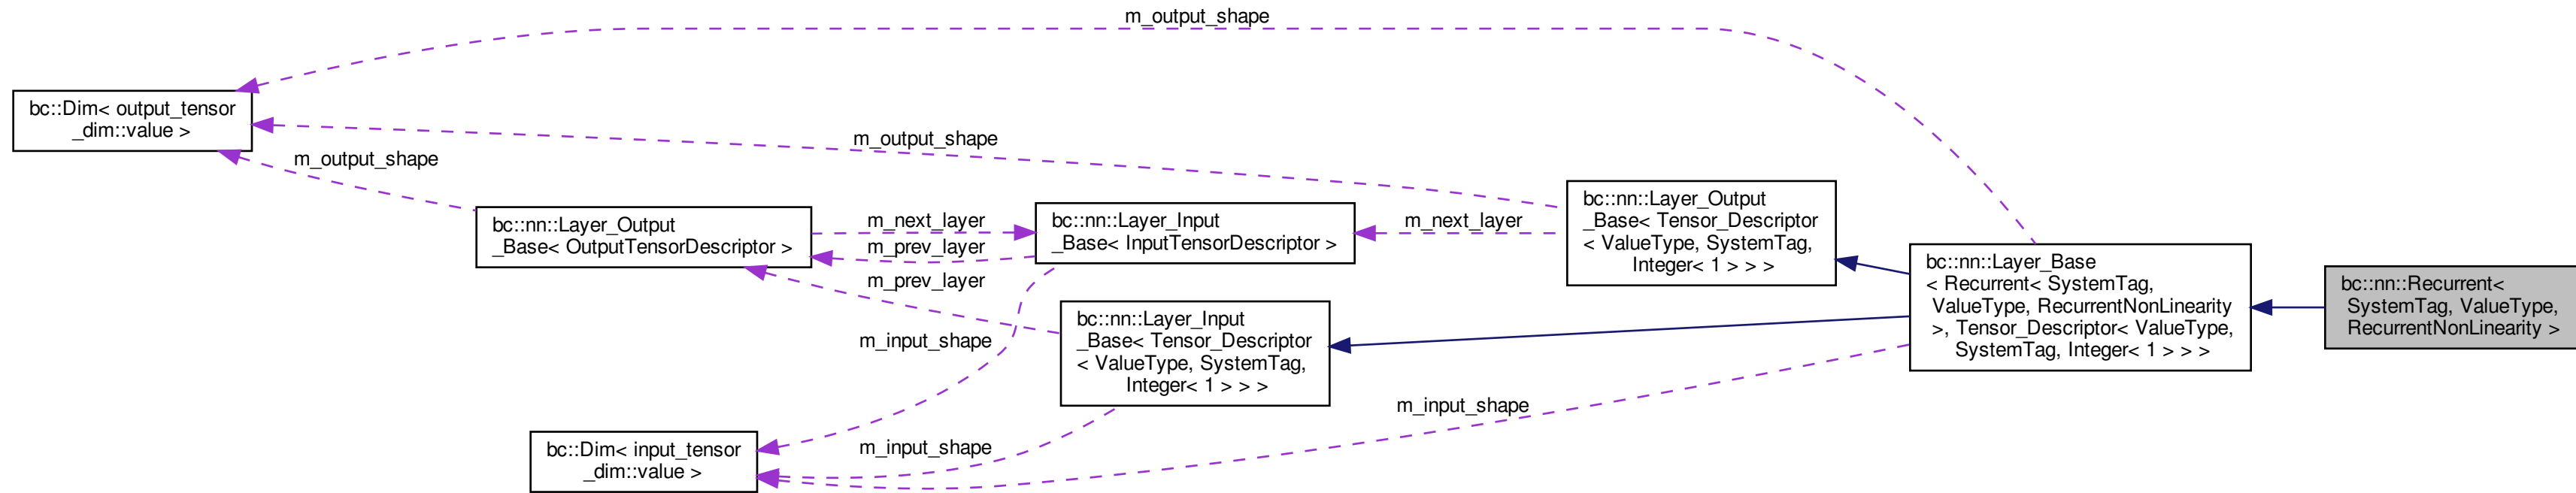 m_output_shape
bc::Dim< output_tensor
_dim::value >
m_output_shape
m_output_shape
bc::nn::Layer_Output
_Base< OutputTensorDescriptor >
m_next_layer
m_prev_layer
m_prev_layer
bc::nn::Layer_Input
_Base< InputTensorDescriptor >
m_next_layer
bc::nn::Layer_Output
_Base< Tensor_Descriptor
< ValueType, SystemTag,
Integer< 1 > > >
bc::nn::Layer_Base
< Recurrent< SystemTag,
ValueType, RecurrentNonLinearity
>, Tensor_Descriptor< ValueType,
SystemTag, Integer< 1 > > >
bc::nn::Recurrent<
SystemTag, ValueType,
RecurrentNonLinearity >
bc::nn::Layer_Input
_Base< Tensor_Descriptor
< ValueType, SystemTag,
Integer< 1 > > >
m_input_shape
m_input_shape
m_input_shape
bc::Dim< input_tensor
_dim::value >